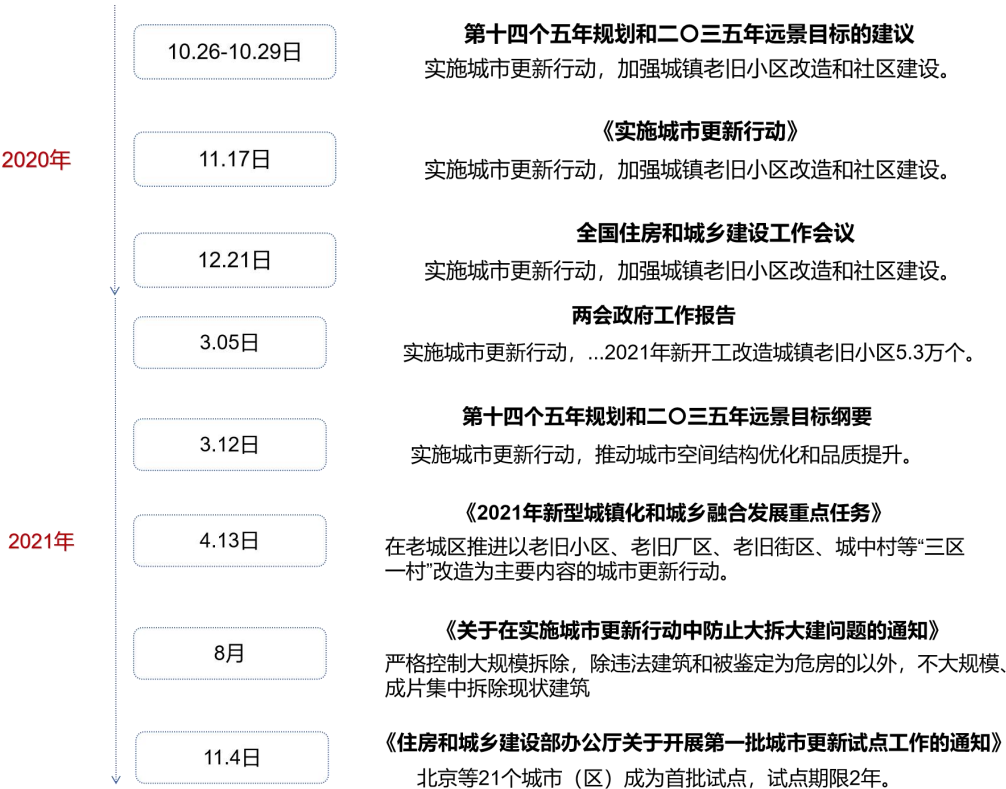 10.26-10.29日
第十四个五年规划和二〇三五年远景目标的建议
实施城市更新行动，加强城镇老旧小区改造和社区建设。
2020年
11.17日
《实施城市更新行动》
实施城市更新行动，加强城镇老旧小区改造和社区建设。
12.21日
全国住房和城乡建设工作会议
实施城市更新行动，加强城镇老旧小区改造和社区建设。
3.05日
两会政府工作报告
实施城市更新行动，...2021年新开工改造城镇老旧小区5.3万个。
3.12日
第十四个五年规划和二〇三五年远景目标纲要
实施城市更新行动，推动城市空间结构优化和品质提升。
2021年
4.13日
《2021年新型城镇化和城乡融合发展重点任务》
在老城区推进以老旧小区、老旧厂区、老旧街区、城中村等“三区
一村”改造为主要内容的城市更新行动。
8月
《关于在实施城市更新行动中防止大拆大建问题的通知》
严格控制大规模拆除，除违法建筑和被鉴定为危房的以外，不大规模、
成片集中拆除现状建筑
11.4日
《住房和城乡建设部办公厅关于开展第一批城市更新试点工作的通知》
北京等21个城市（区）成为首批试点，试点期限2年。